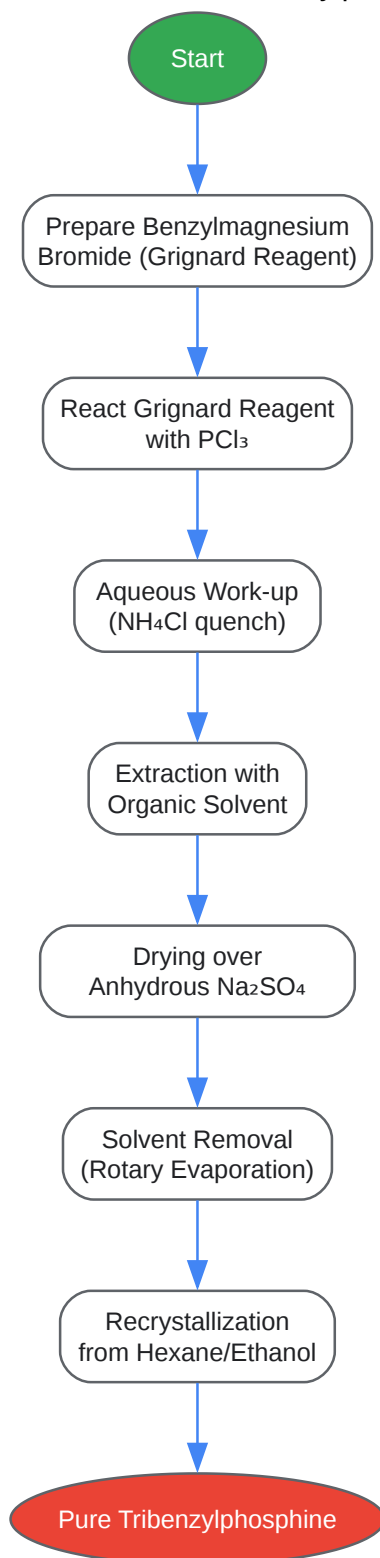 Start
Prepare Benzylmagnesium
Bromide (Grignard Reagent)
React Grignard Reagent
with PCl₃
Aqueous Work-up
(NH₄Cl quench)
Extraction with
Organic Solvent
Drying over
Anhydrous Na₂SO₄
Solvent Removal
(Rotary Evaporation)
Recrystallization
from Hexane/Ethanol
Pure Tribenzylphosphine